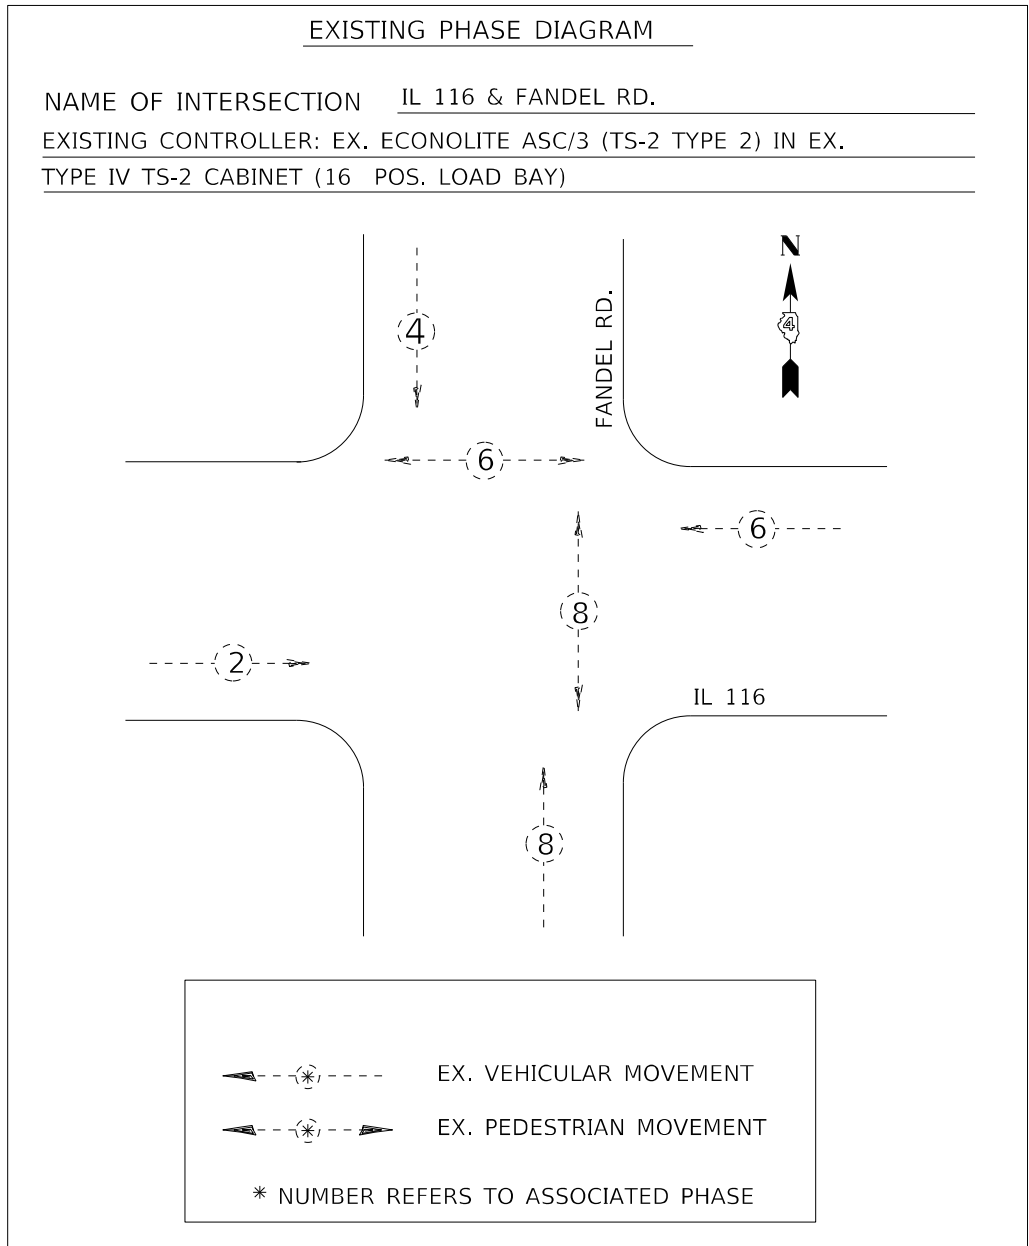 EXISTING PHASE DIAGRAM
NAME OF INTERSECTION IL 116 & FANDEL RD.
EXISTING CONTROLLER: EX. ECONOLITE ASC/3 (TS-2 TYPE 2) IN EX.
TYPE IV TS-2 CABINET (16 POS. LOAD BAY)
N
4
FANDEL RD.
4
6
6
8
2
IL 116
8
* EX. VEHICULAR MOVEMENT
* EX. PEDESTRIAN MOVEMENT
* NUMBER REFERS TO ASSOCIATED PHASE